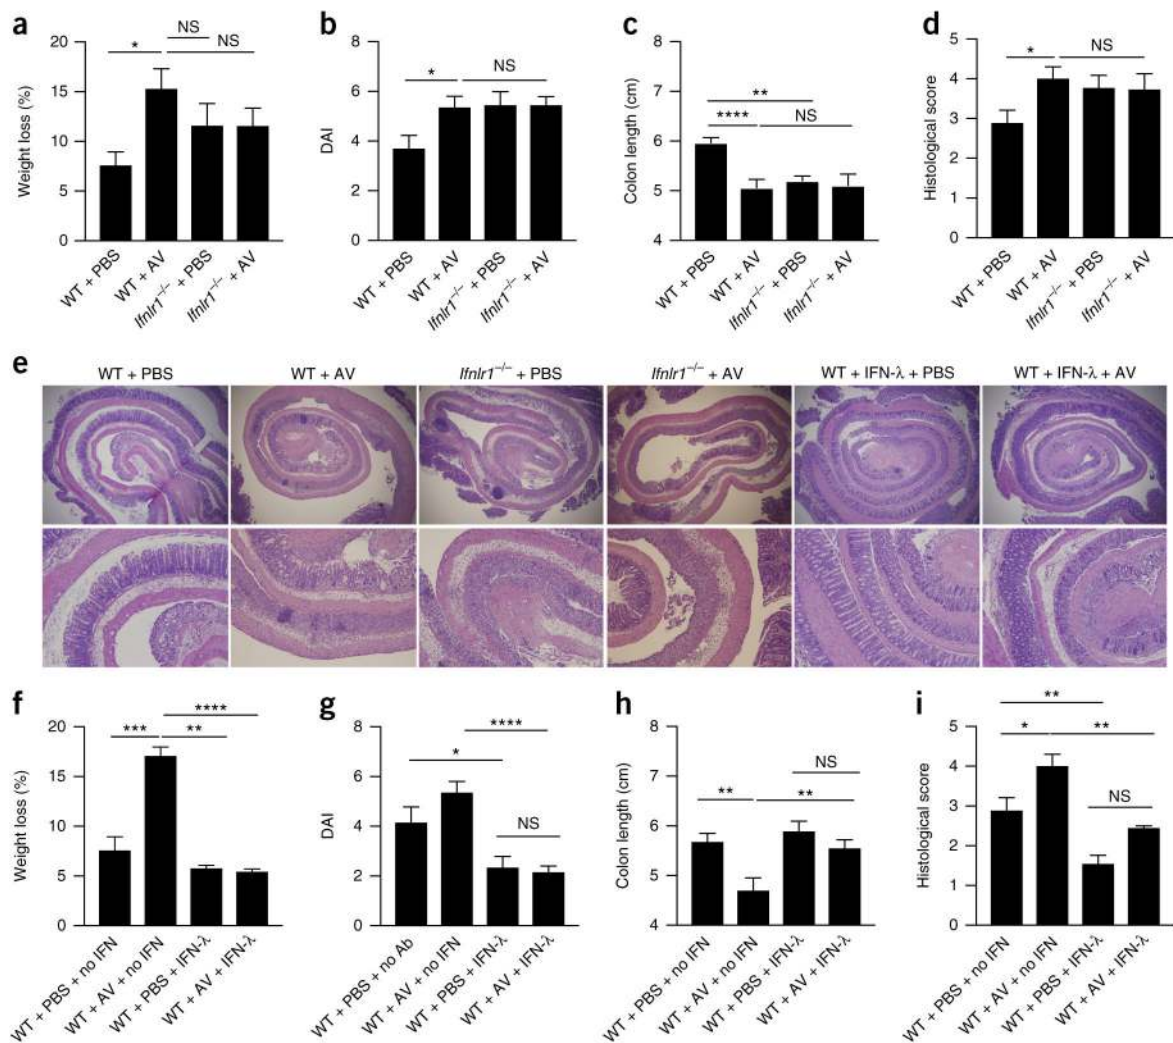 a
Weight loss (%)
20
15
10
5
0
*
NS
NS
WT + PBS
WT + AV
Ifnlr1−/− + PBS
Ifnlr1−/− + AV
b
DAI
8
6
4
2
0
*
NS
WT + PBS
WT + AV
Ifnlr1−/− + PBS
Ifnlr1−/− + AV
c
Colon length (cm)
8
7
6
5
4
**
****
NS
WT + PBS
WT + AV
Ifnlr1−/− + PBS
Ifnlr1−/− + AV
d
Histological score
5
4
3
2
1
0
*
NS
WT + PBS
WT + AV
Ifnlr1−/− + PBS
Ifnlr1−/− + AV
e
WT + PBS
WT + AV
Ifnlr1−/− + PBS
Ifnlr1−/− + AV
WT + IFN-λ + PBS
WT + IFN-λ + AV
f
Weight loss (%)
20
15
10
5
0
****
***
**
WT + PBS + no IFN
WT + AV + no IFN
WT + PBS + IFN-λ
WT + AV + IFN-λ
g
DAI
8
6
4
2
0
****
*
NS
WT + PBS + no Ab
WT + AV + no IFN
WT + PBS + IFN-λ
WT + AV + IFN-λ
h
Colon length (cm)
8
7
6
5
4
NS
**
**
WT + PBS + no IFN
WT + AV + no IFN
WT + PBS + IFN-λ
WT + AV + IFN-λ
i
Histological score
5
4
3
2
1
0
**
*
**
NS
WT + PBS + no IFN
WT + AV + no IFN
WT + PBS + IFN-λ
WT + AV + IFN-λ